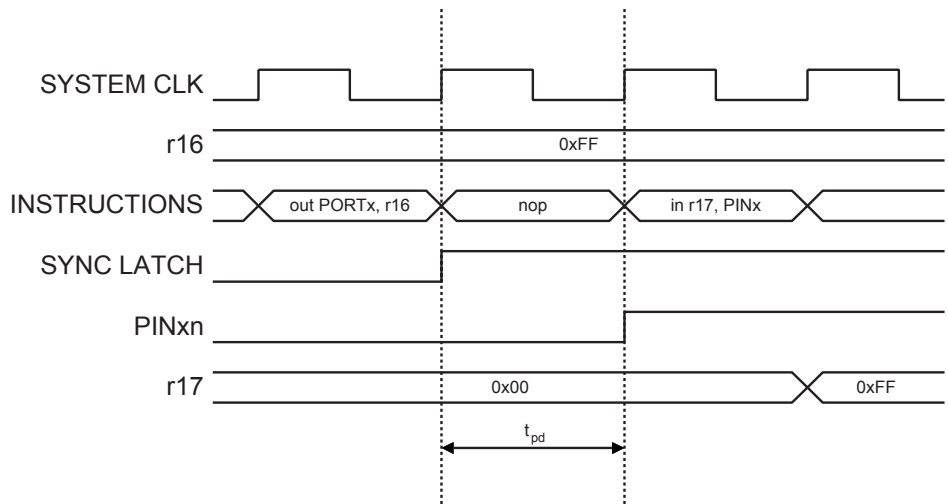 SYSTEM CLK
r16
0xFF
INSTRUCTIONS
out PORTx, r16
nop
in r17, PINx
SYNC LATCH
PINxn
r17
0x00
0xFF
tpd